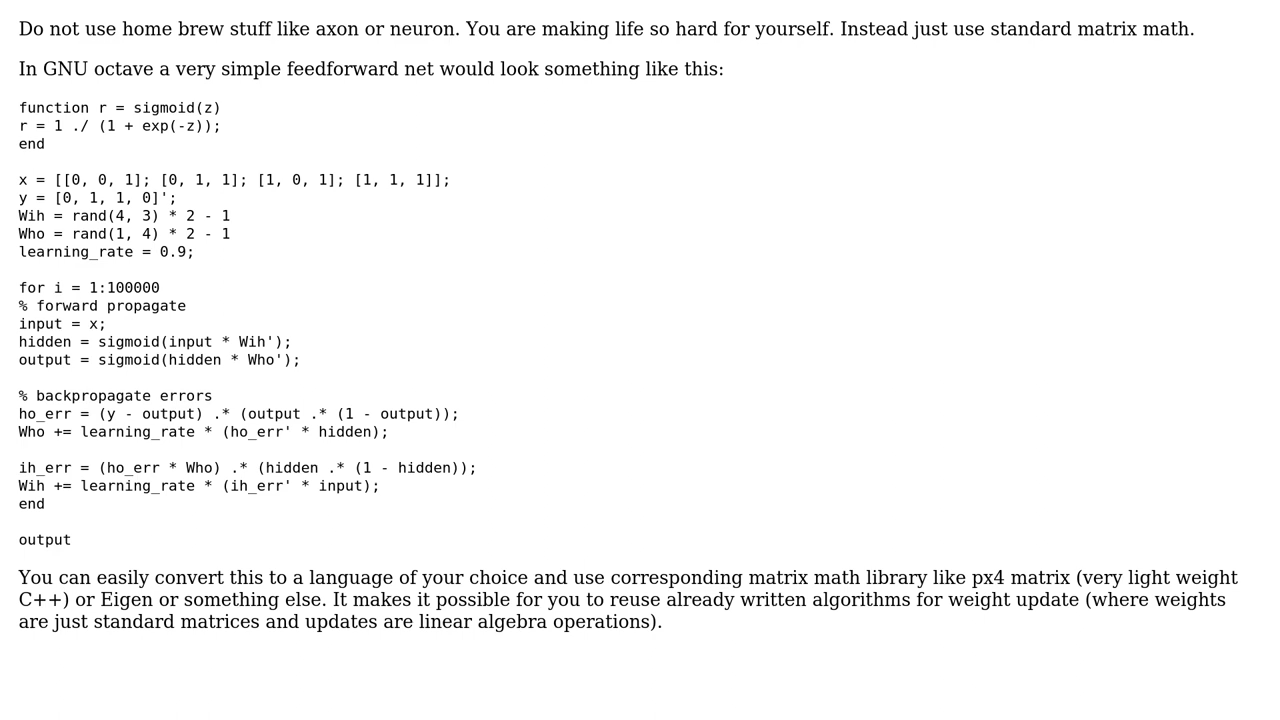 Do not use home brew stuff like axon or neuron. You are making life so hard for yourself. Instead just use standard matrix math.
In GNU octave a very simple feedforward net would look something like this:
function r = sigmoid(z)
r = 1 ./ (1 + exp(-z));
end
x = [[0, 0, 1]; [0, 1, 1]; [1, 0, 1]; [1, 1, 1]];
y = [0, 1, 1, 0]';
Wih = rand(4, 3) * 2 - 1
Who = rand(1, 4) * 2 - 1
learning_rate = 0.9;
for i = 1:100000
% forward propagate
input = x;
hidden = sigmoid(input * Wih');
output = sigmoid(hidden * Who');
% backpropagate errors
ho_err = (y - output) .* (output .* (1 - output));
Who += learning_rate * (ho_err' * hidden);
ih_err = (ho_err * Who) .* (hidden .* (1 - hidden));
Wih += learning_rate * (ih_err' * input);
end
output
You can easily convert this to a language of your choice and use corresponding matrix math library like px4 matrix (very light weight
C++) or Eigen or something else. It makes it possible for you to reuse already written algorithms for weight update (where weights
are just standard matrices and updates are linear algebra operations).